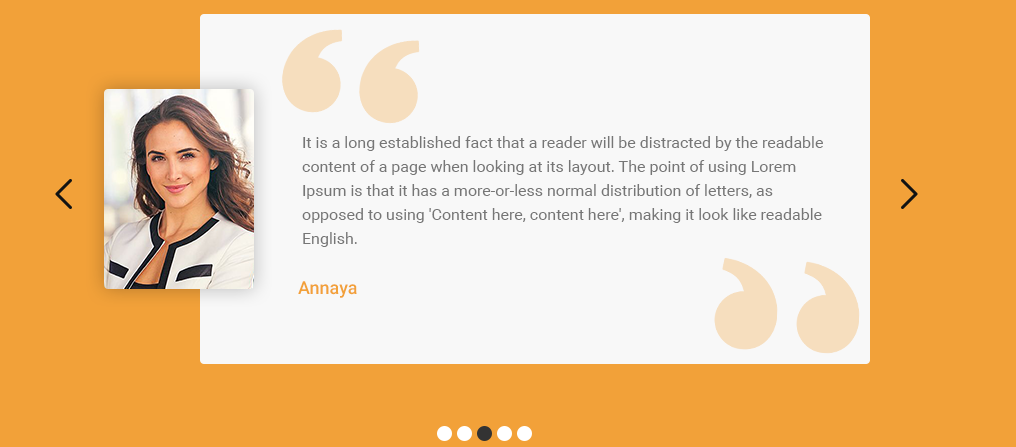 It is a long established fact that a reader will be distracted by the readable
content of a page when looking at its layout. The point of using Lorem
Ipsum is that it has a more-or-less normal distribution of letters, as
opposed to using 'Content here, content here', making it look like readable
English.
Annaya